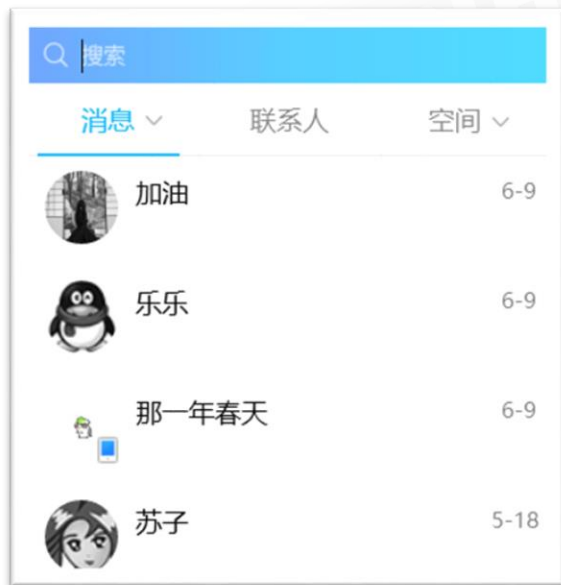 搜索
消息 联系人 空间
加油 6-9
乐乐 6-9
那一年春天 6-9
苏子 5-18